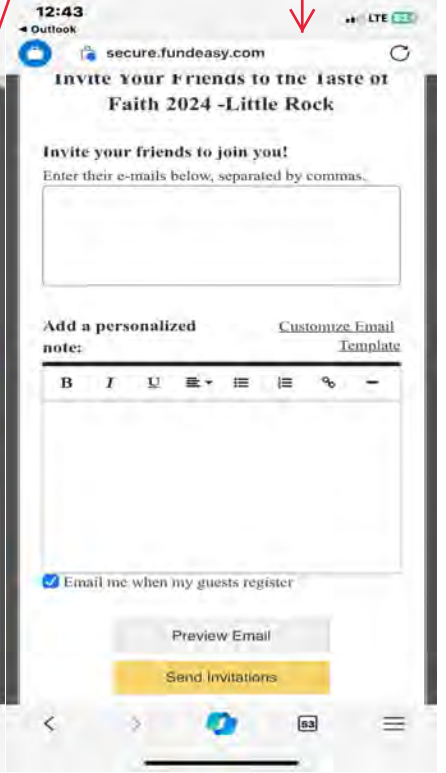 12:43
LTE
◄ Outlook
secure.fundeasy.com
Invite Your Friends to the Taste of
Faith 2024 -Little Rock
Invite your friends to join you!
Enter their e-mails below, separated by commas.
Add a personalized
note:
Customize Email
Template
B I U
Email me when my guests register
Preview Email
Send Invitations
53